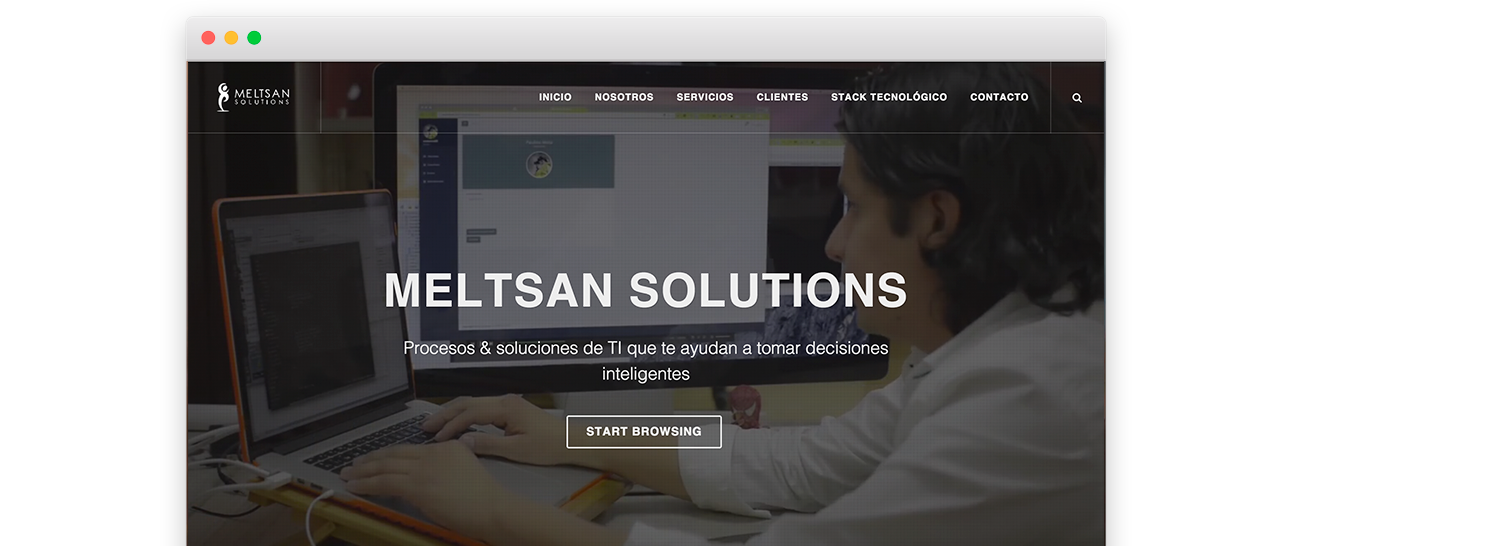 MELTSAN
SOLUTIONS
INICIO NOSOTROS SERVICIOS CLIENTES STACK TECNOLÓGICO CONTACTO
MELTSAN SOLUTIONS
Procesos & soluciones de TI que te ayudan a tomar decisiones
inteligentes
START BROWSING